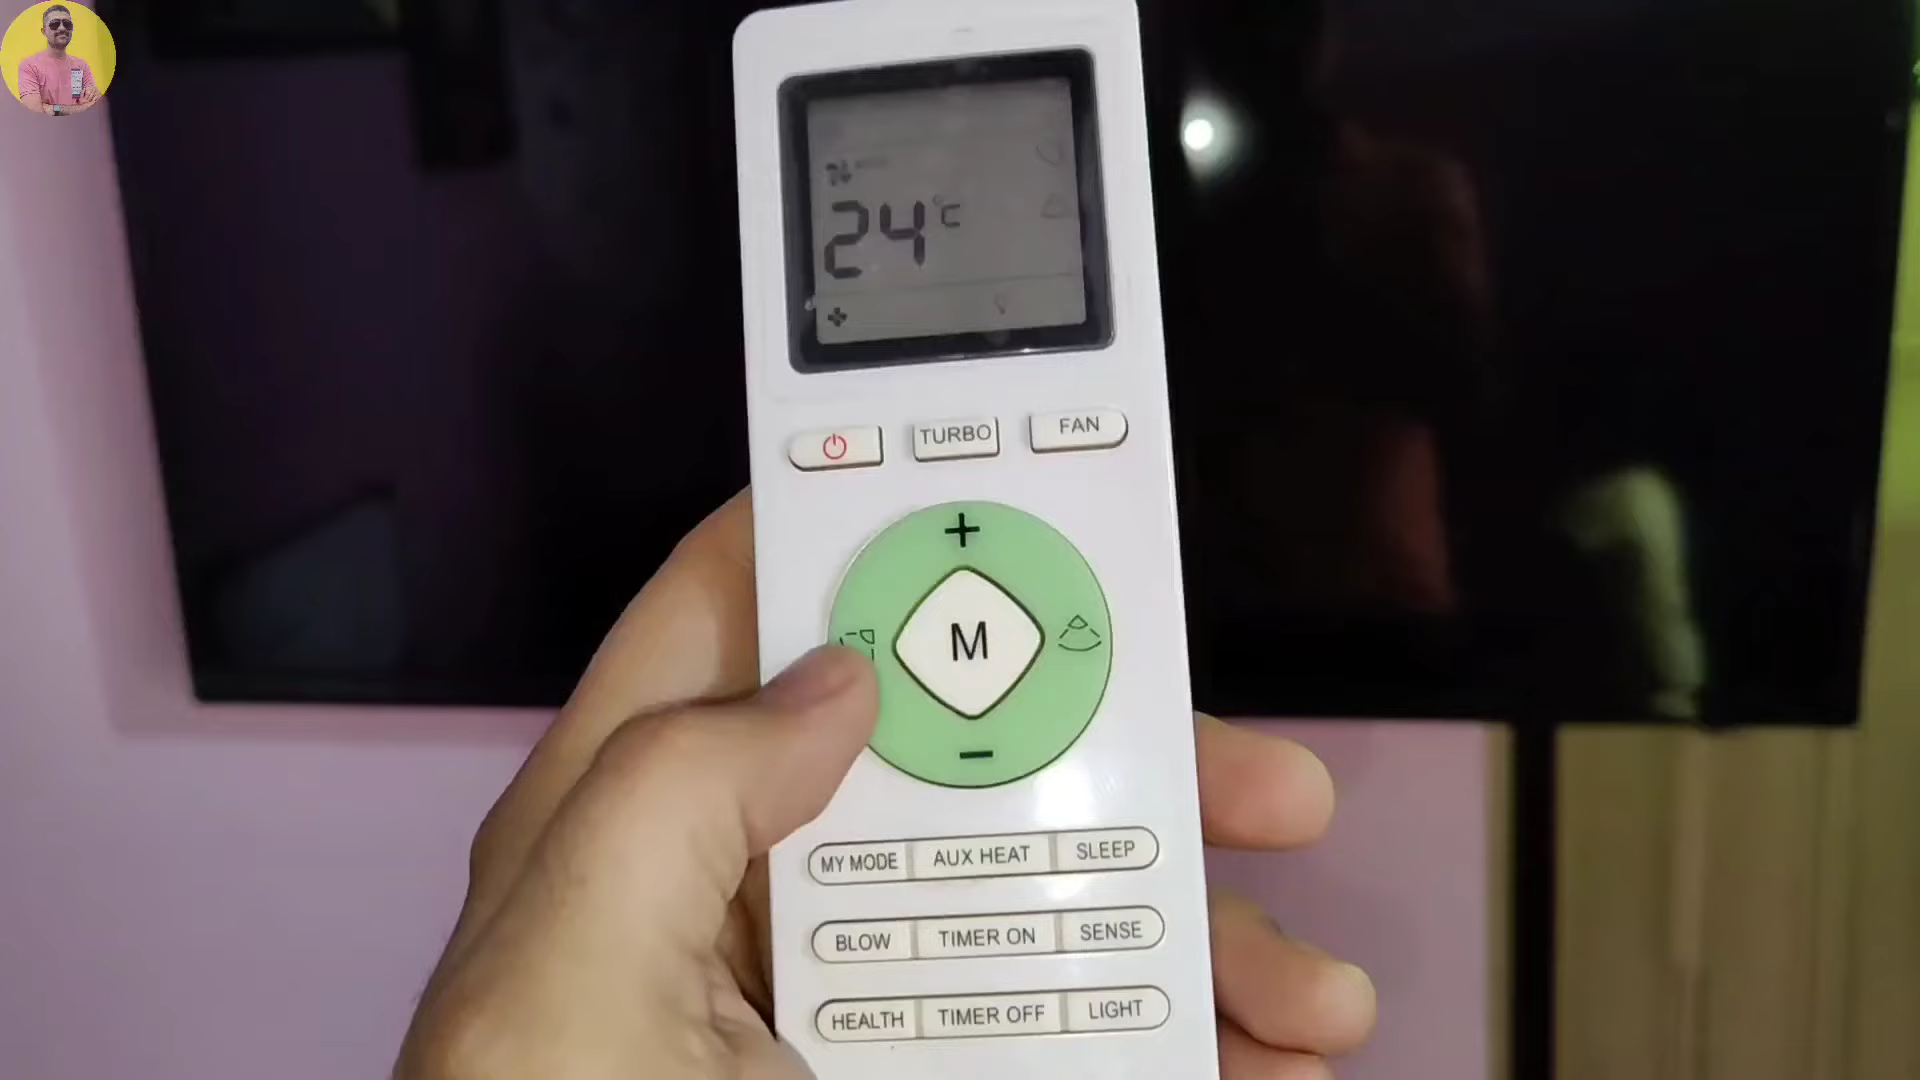 24°C
TURBO FAN
+
M
−
MY MODE AUX HEAT SLEEP
BLOW TIMER ON SENSE
HEALTH TIMER OFF LIGHT